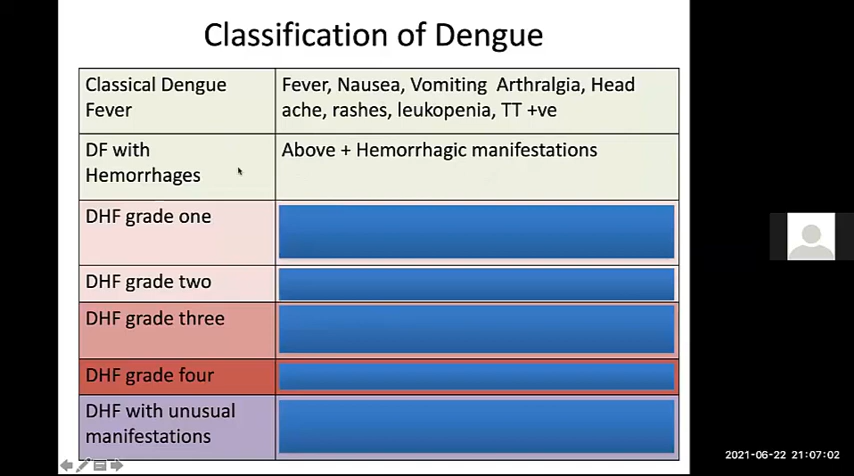 Classification of Dengue
Classical Dengue
Fever
Fever, Nausea, Vomiting Arthralgia, Head
ache, rashes, leukopenia, TT +ve
DF with
Hemorrhages
Above + Hemorrhagic manifestations
DHF grade one
DHF grade two
DHF grade three
DHF grade four
DHF with unusual
manifestations
2021-06-22 21:07:02